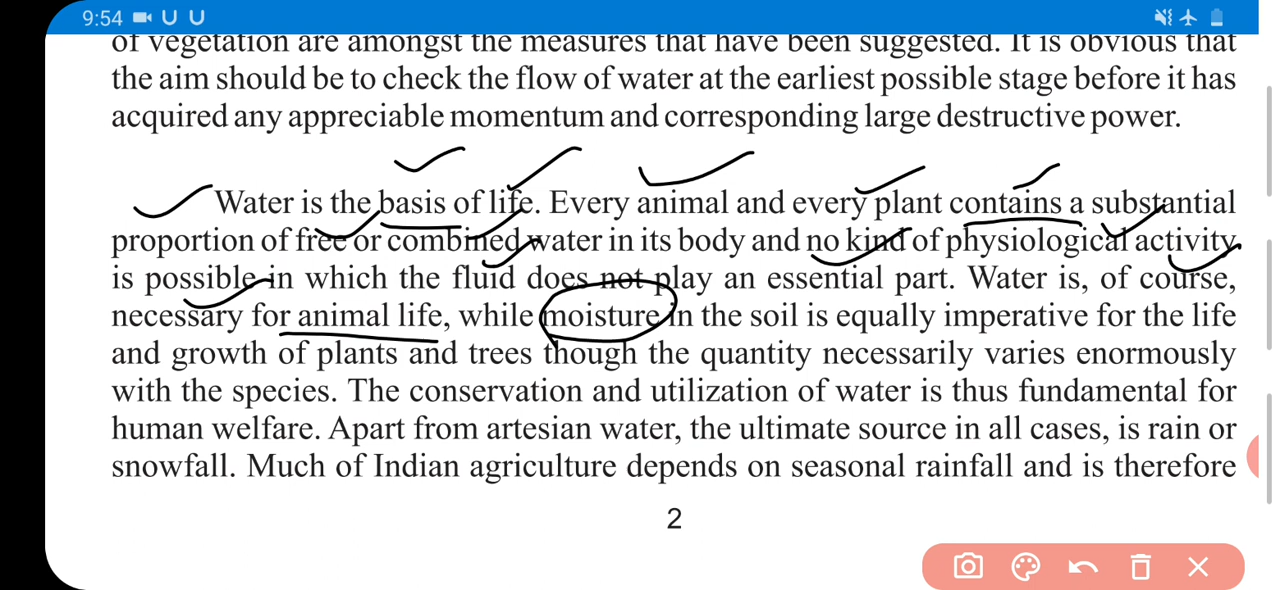 9:54
of vegetation are amongst the measures that have been suggested. It is obvious that
the aim should be to check the flow of water at the earliest possible stage before it has
acquired any appreciable momentum and corresponding large destructive power.
Water is the basis of life. Every animal and every plant contains a substantial
proportion of free or combined water in its body and no kind of physiological activity
is possible in which the fluid does not play an essential part. Water is, of course,
necessary for animal life, while moisture in the soil is equally imperative for the life
and growth of plants and trees though the quantity necessarily varies enormously
with the species. The conservation and utilization of water is thus fundamental for
human welfare. Apart from artesian water, the ultimate source in all cases, is rain or
snowfall. Much of Indian agriculture depends on seasonal rainfall and is therefore
2